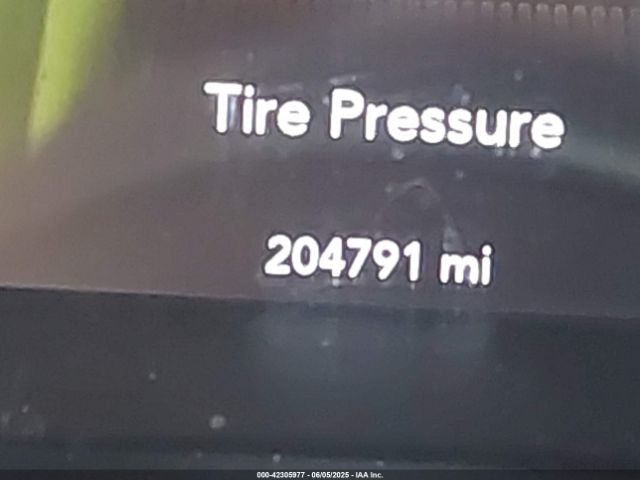 Tire Pressure
204791 mi
000-42305977 - 06/05/2025 - IAA Inc.